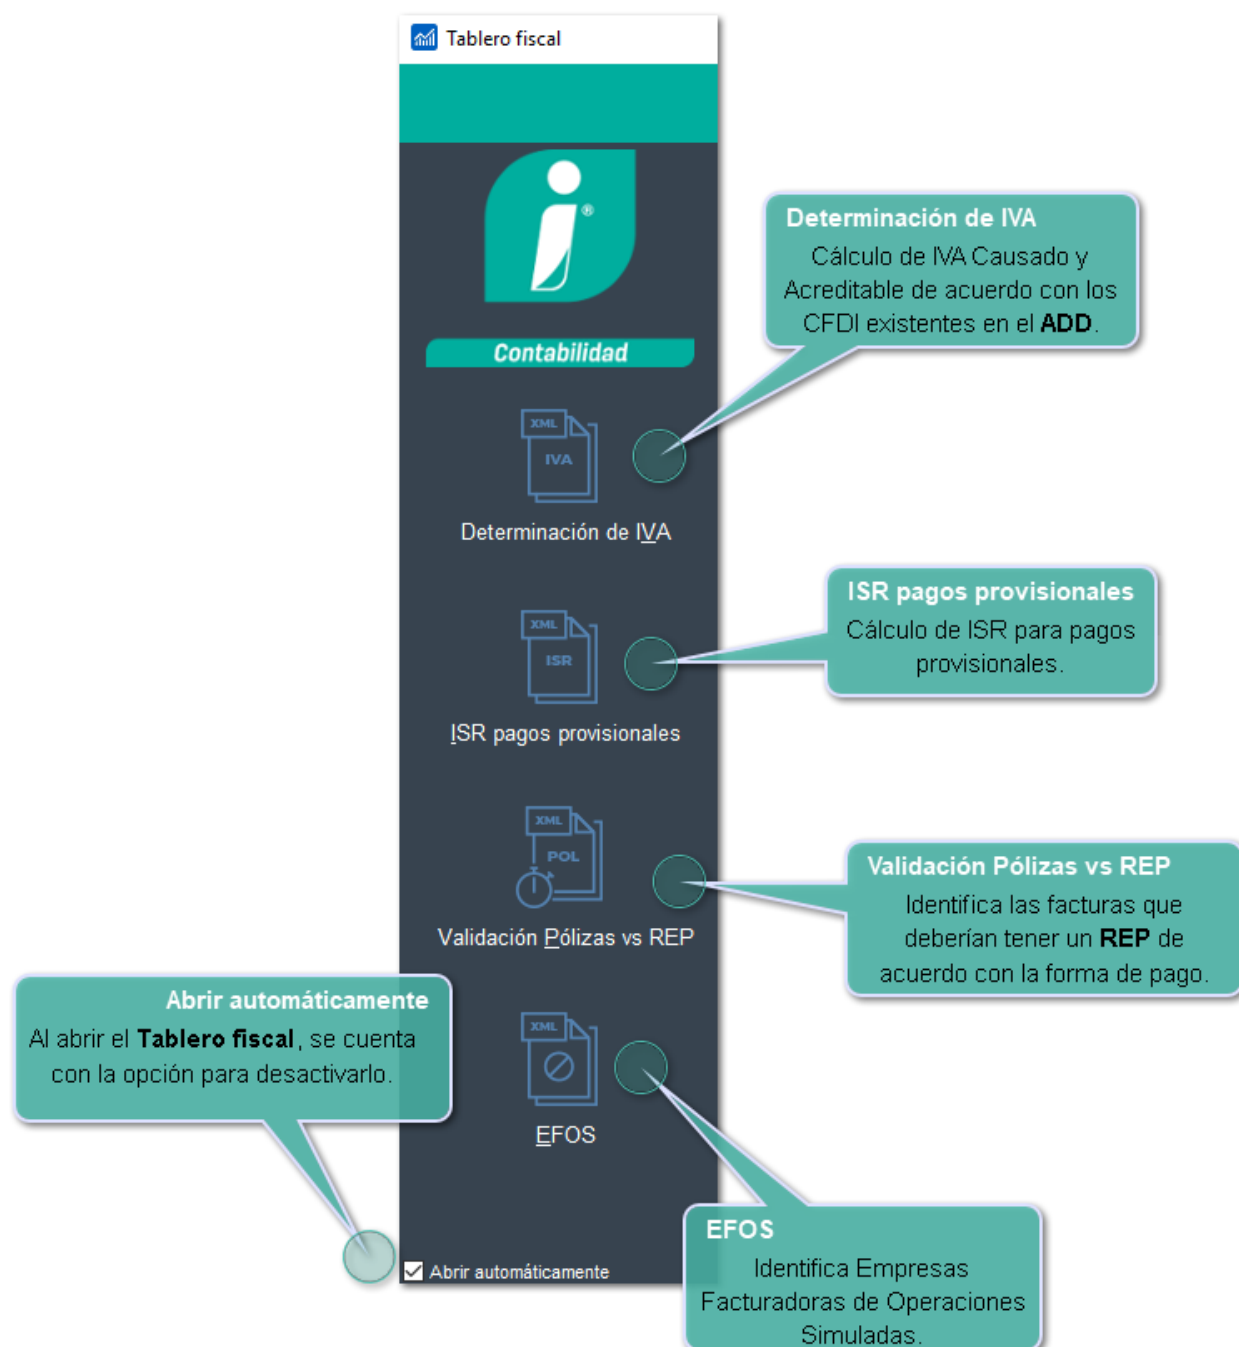 Tablero fiscal
®
Contabilidad
Determinación de IVA
Cálculo de IVA Causado y
Acreditable de acuerdo con los
CFDI existentes en el ADD.
XML
IVA
Determinación de IVA
ISR pagos provisionales
Cálculo de ISR para pagos
provisionales.
XML
ISR
ISR pagos provisionales
XML
POL
Validación Pólizas vs REP
Validación Pólizas vs REP
Identifica las facturas que
deberían tener un REP de
acuerdo con la forma de pago.
Abrir automáticamente
Al abrir el Tablero fiscal, se cuenta
con la opción para desactivarlo.
XML
EFOS
EFOS
Identifica Empresas
Facturadoras de Operaciones
Simuladas.
Abrir automáticamente